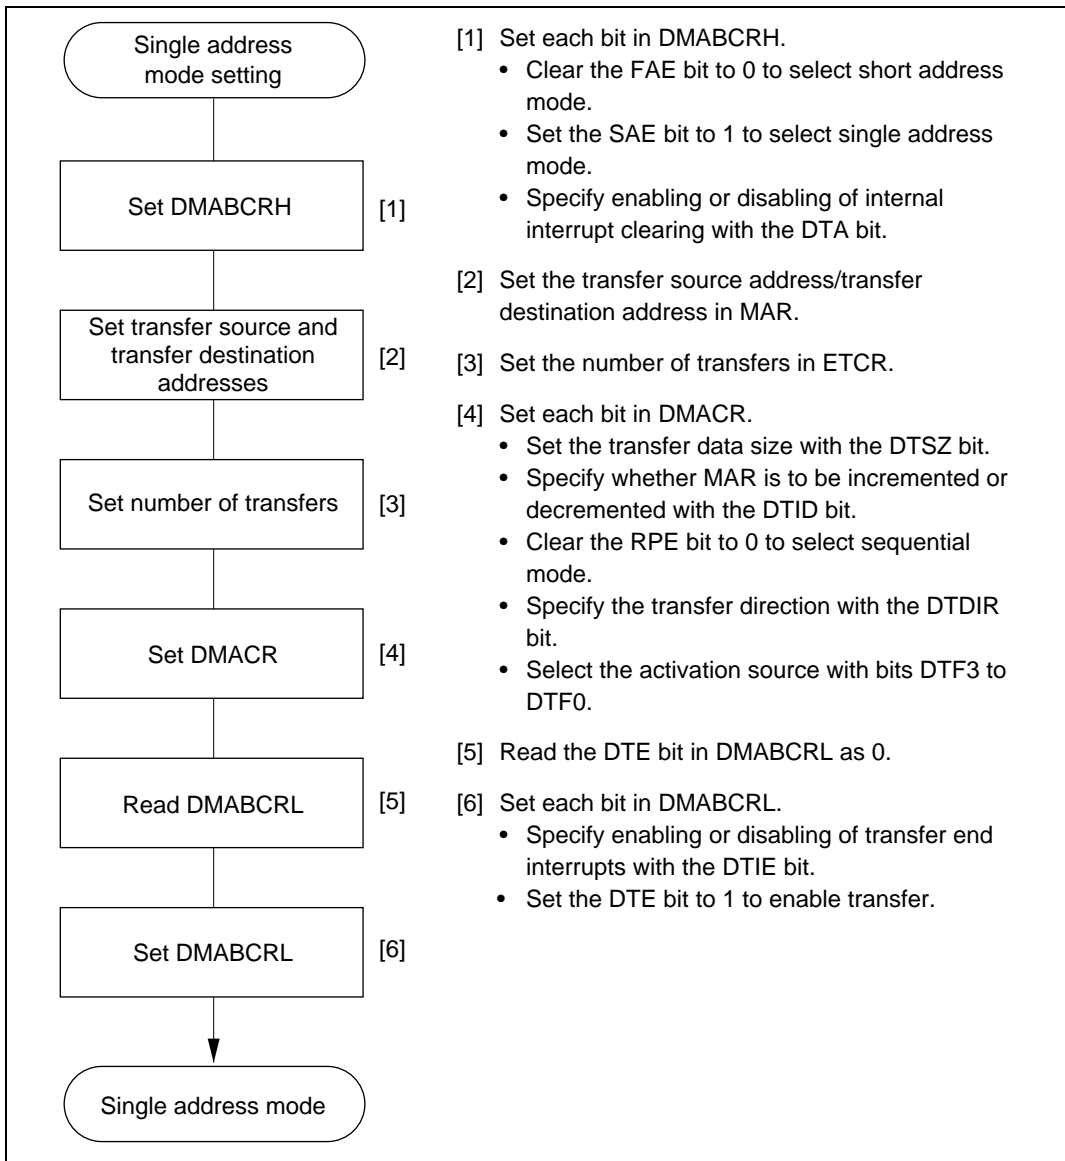 Single address
mode setting
Set DMABCRH
[1]
Set transfer source and
transfer destination
addresses
[2]
Set number of transfers
[3]
Set DMACR
[4]
Read DMABCRL
[5]
Set DMABCRL
[6]
Single address mode
[1] Set each bit in DMABCRH.
• Clear the FAE bit to 0 to select short address
mode.
• Set the SAE bit to 1 to select single address
mode.
• Specify enabling or disabling of internal
interrupt clearing with the DTA bit.
[2] Set the transfer source address/transfer
destination address in MAR.
[3] Set the number of transfers in ETCR.
[4] Set each bit in DMACR.
• Set the transfer data size with the DTSZ bit.
• Specify whether MAR is to be incremented or
decremented with the DTID bit.
• Clear the RPE bit to 0 to select sequential
mode.
• Specify the transfer direction with the DTDIR
bit.
• Select the activation source with bits DTF3 to
DTF0.
[5] Read the DTE bit in DMABCRL as 0.
[6] Set each bit in DMABCRL.
• Specify enabling or disabling of transfer end
interrupts with the DTIE bit.
• Set the DTE bit to 1 to enable transfer.